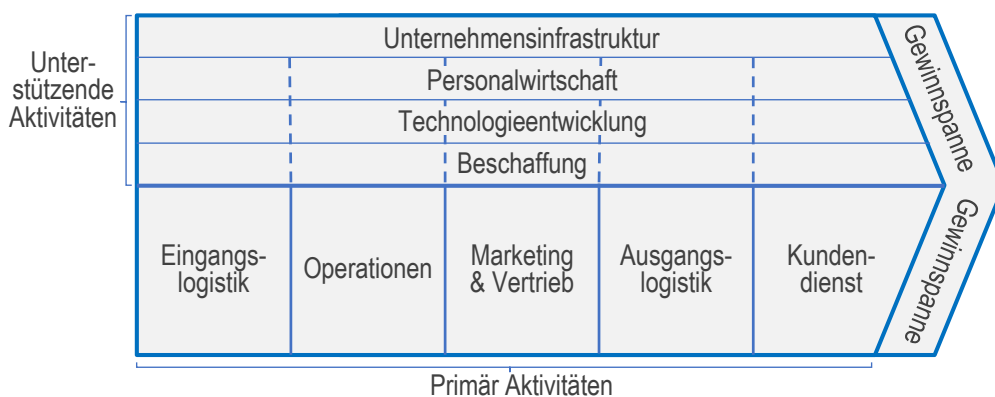 Unter-
stützende
Aktivitäten
Unternehmensinfrastruktur
Personalwirtschaft
Technologieentwicklung
Beschaffung
Gewinnspanne
Gewinnspanne
Eingangs-
logistik
Operationen
Marketing
& Vertrieb
Ausgangs-
logistik
Kunden-
dienst
Primär Aktivitäten